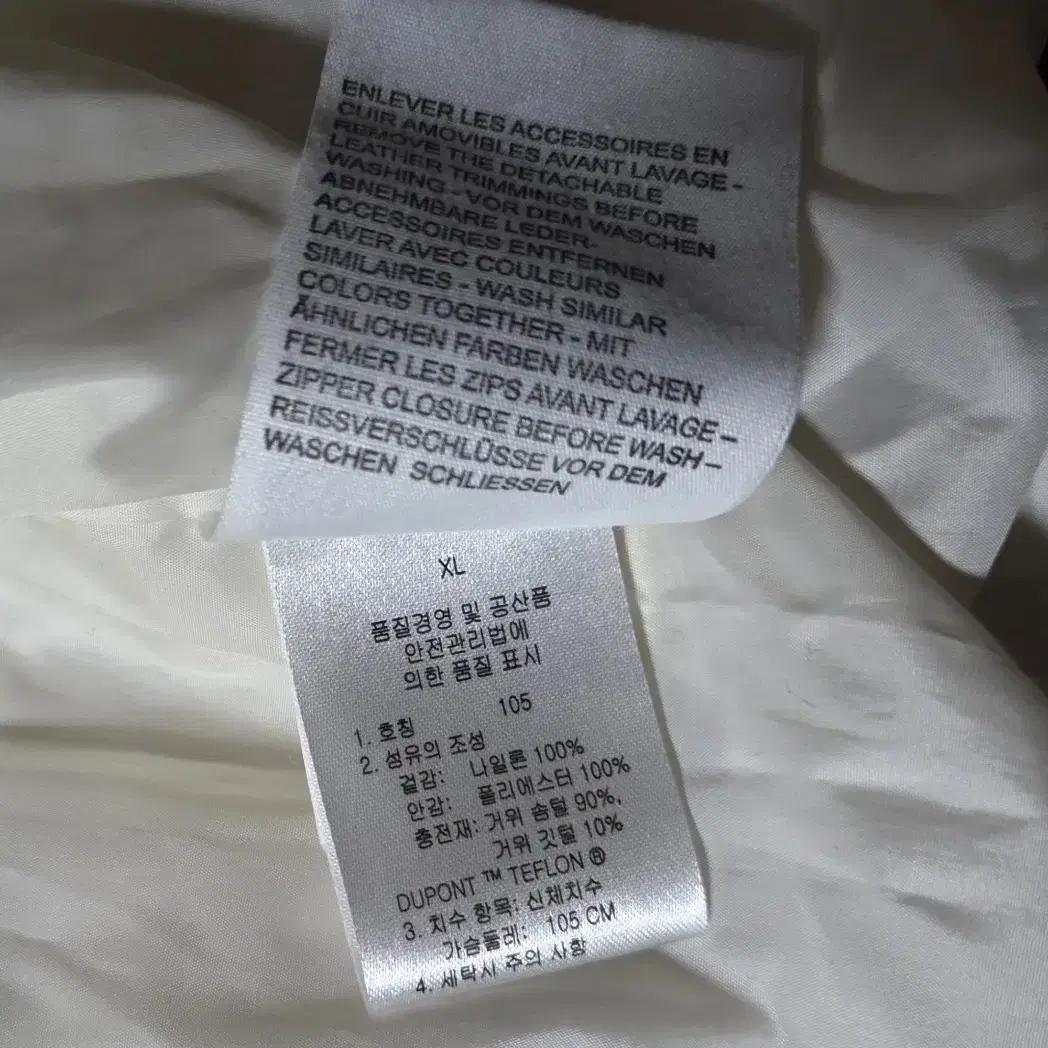 ENLEVER LES ACCESSOIRES EN
CUIR AMOVIBLES AVANT LAVAGE -
REMOVE THE DETACHABLE
LEATHER TRIMMINGS BEFORE
WASHING - VOR DEM WASCHEN
ABNEHMBARE LEDER-
ACCESSOIRES ENTFERNEN
LAVER AVEC COULEURS
SIMILAIRES - WASH SIMILAR
COLORS TOGETHER - MIT
ÄHNLICHEN FARBEN WASCHEN
FERMER LES ZIPS AVANT LAVAGE –
ZIPPER CLOSURE BEFORE WASH –
REISSVERSCHLÜSSE VOR DEM
WASCHEN SCHLIESSEN
XL
품질경영 및 공산품
안전관리법에
의한 품질 표시
1. 호칭 105
2. 섬유의 조성
겉감: 나일론 100%
안감: 폴리에스터 100%
충전재: 거위 솜털 90%,
거위 깃털 10%
DUPONT ™ TEFLON ®
3. 치수 항목: 신체치수
가슴둘레: 105 CM
4. 세탁시 주의 사항